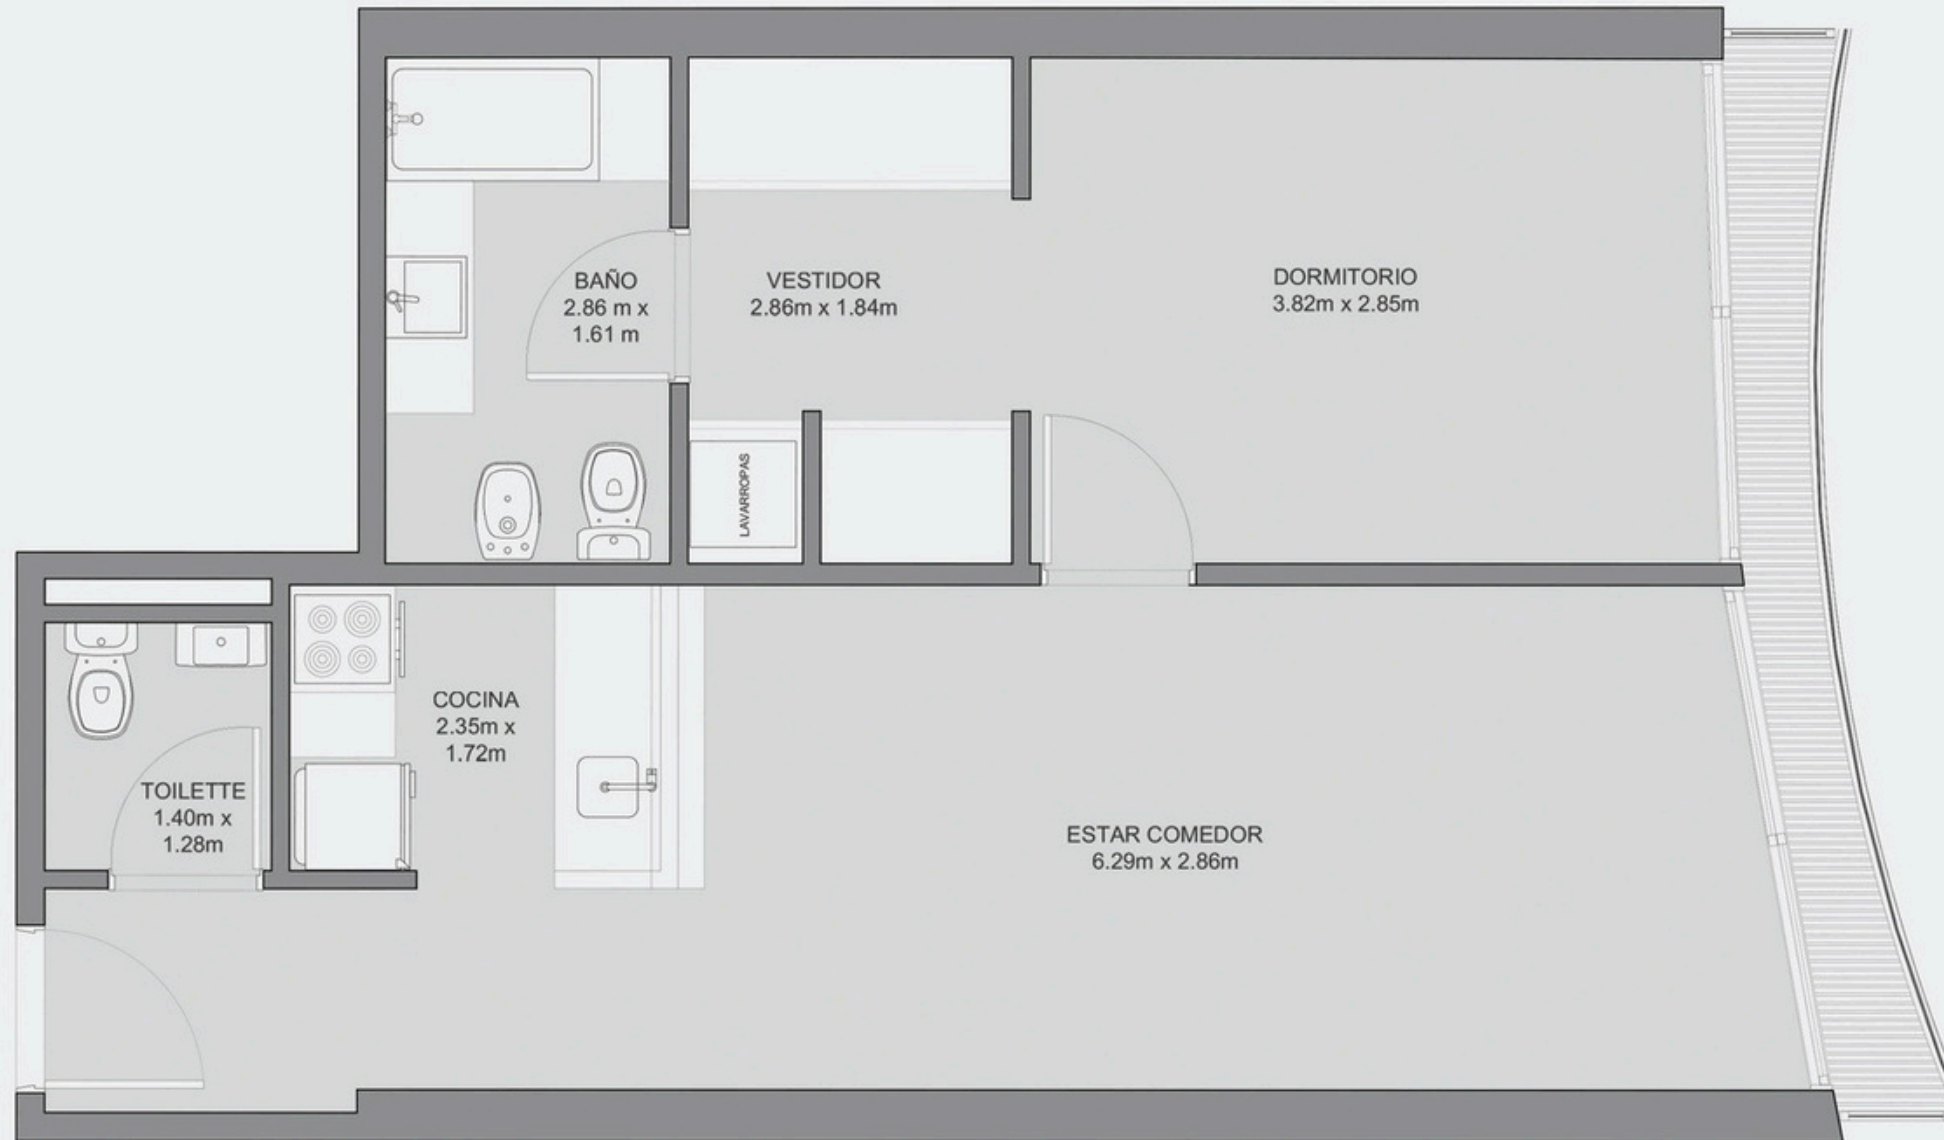 BAÑO
2.86 m x
1.61 m
VESTIDOR
2.86m x 1.84m
DORMITORIO
3.82m x 2.85m
LAVARROPAS
COCINA
2.35m x
1.72m
TOILETTE
1.40m x
1.28m
ESTAR COMEDOR
6.29m x 2.86m